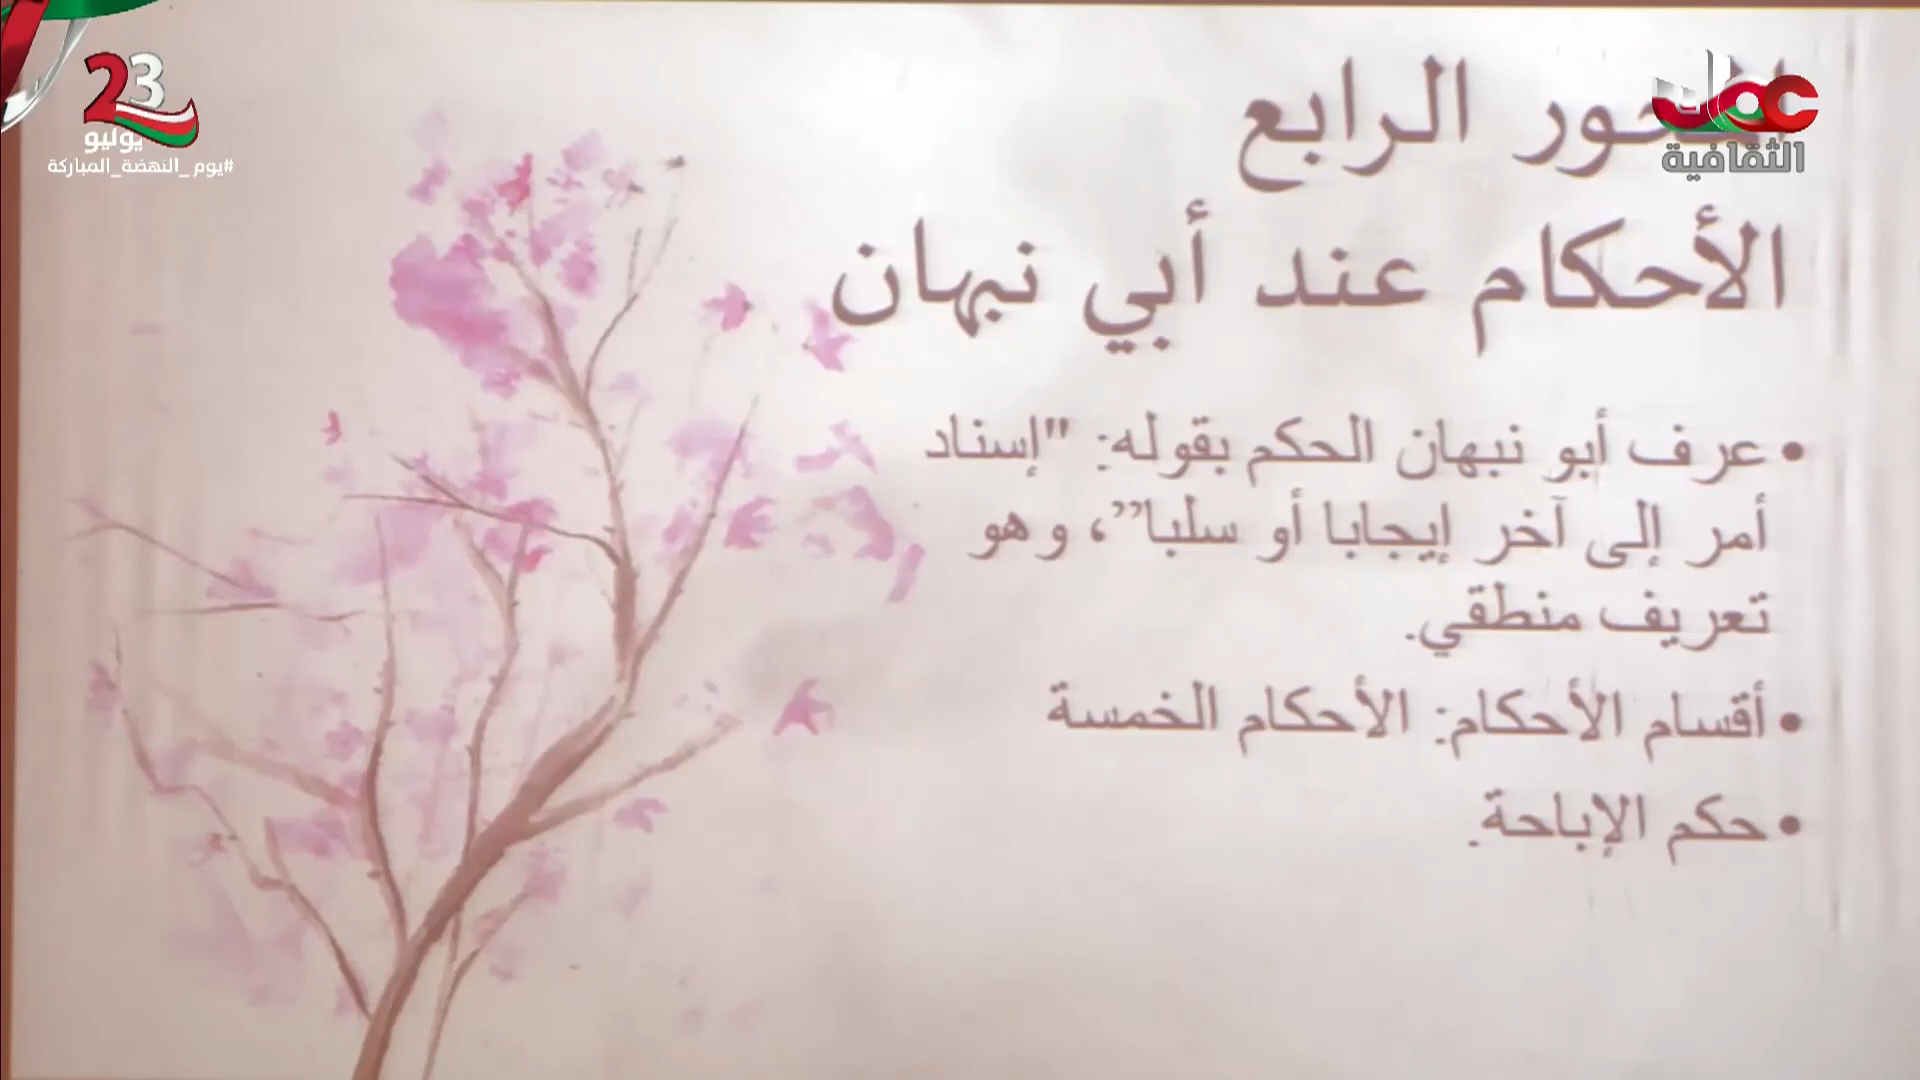 23
يوليو
#يوم_النهضة_المباركة
عمان
الثقافية
المحور الرابع
الأحكام عند أبي نبهان
• عرف أبو نبهان الحكم بقوله: "إسناد
أمر إلى آخر إيجابا أو سلبا”، وهو
تعريف منطقي.
• أقسام الأحكام: الأحكام الخمسة
• حكم الإباحة.